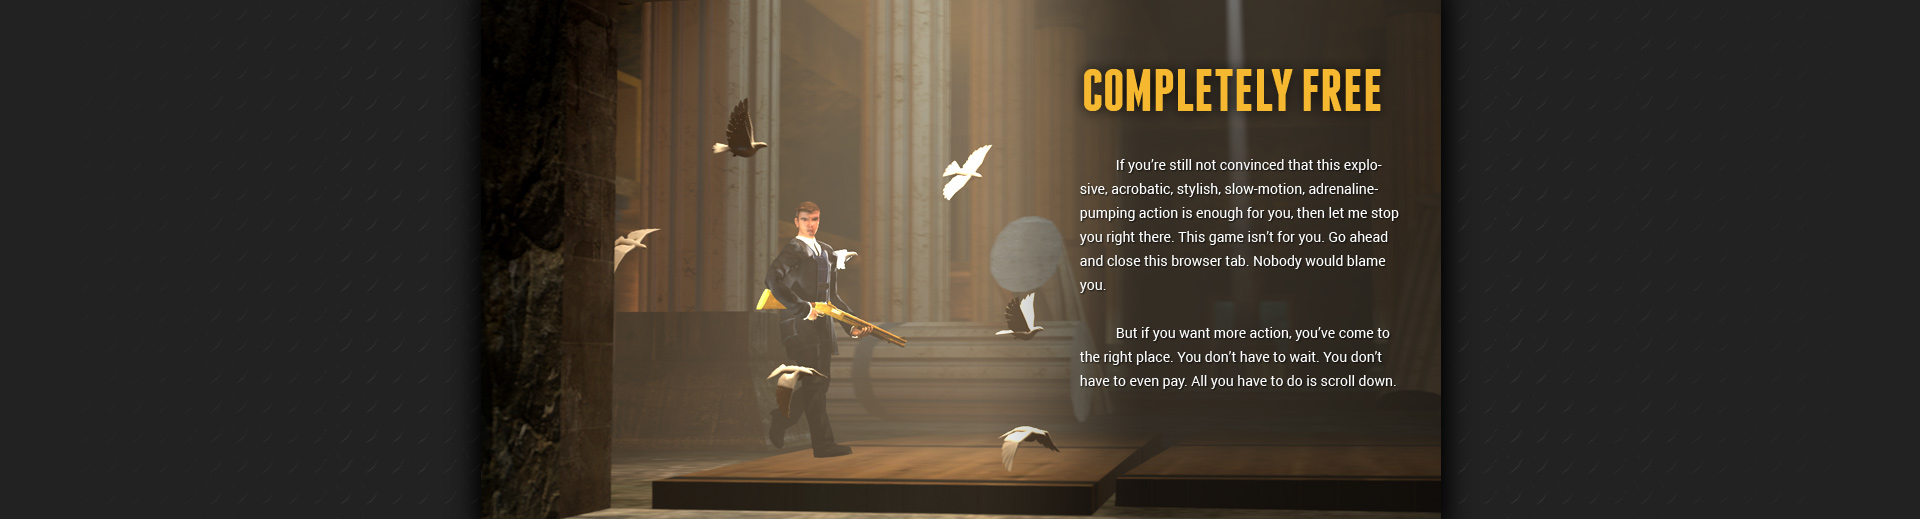 COMPLETELY FREE
If you’re still not convinced that this explo-
sive, acrobatic, stylish, slow-motion, adrenaline-
pumping action is enough for you, then let me stop
you right there. This game isn’t for you. Go ahead
and close this browser tab. Nobody would blame
you.
But if you want more action, you’ve come to
the right place. You don’t have to wait. You don’t
have to even pay. All you have to do is scroll down.